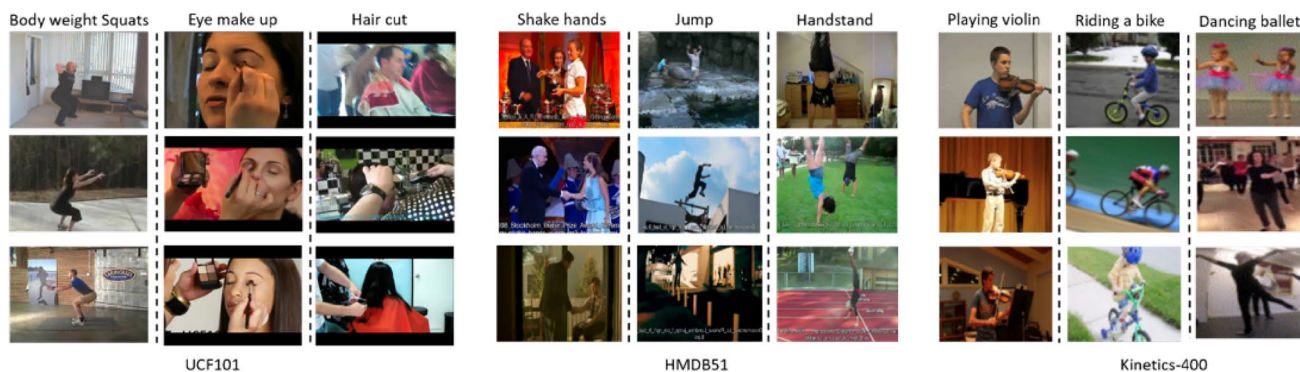 Body weight Squats
Eye make up
Hair cut
Shake hands
Jump
Handstand
Playing violin
Riding a bike
Dancing ballet
UCF101
HMDB51
Kinetics-400